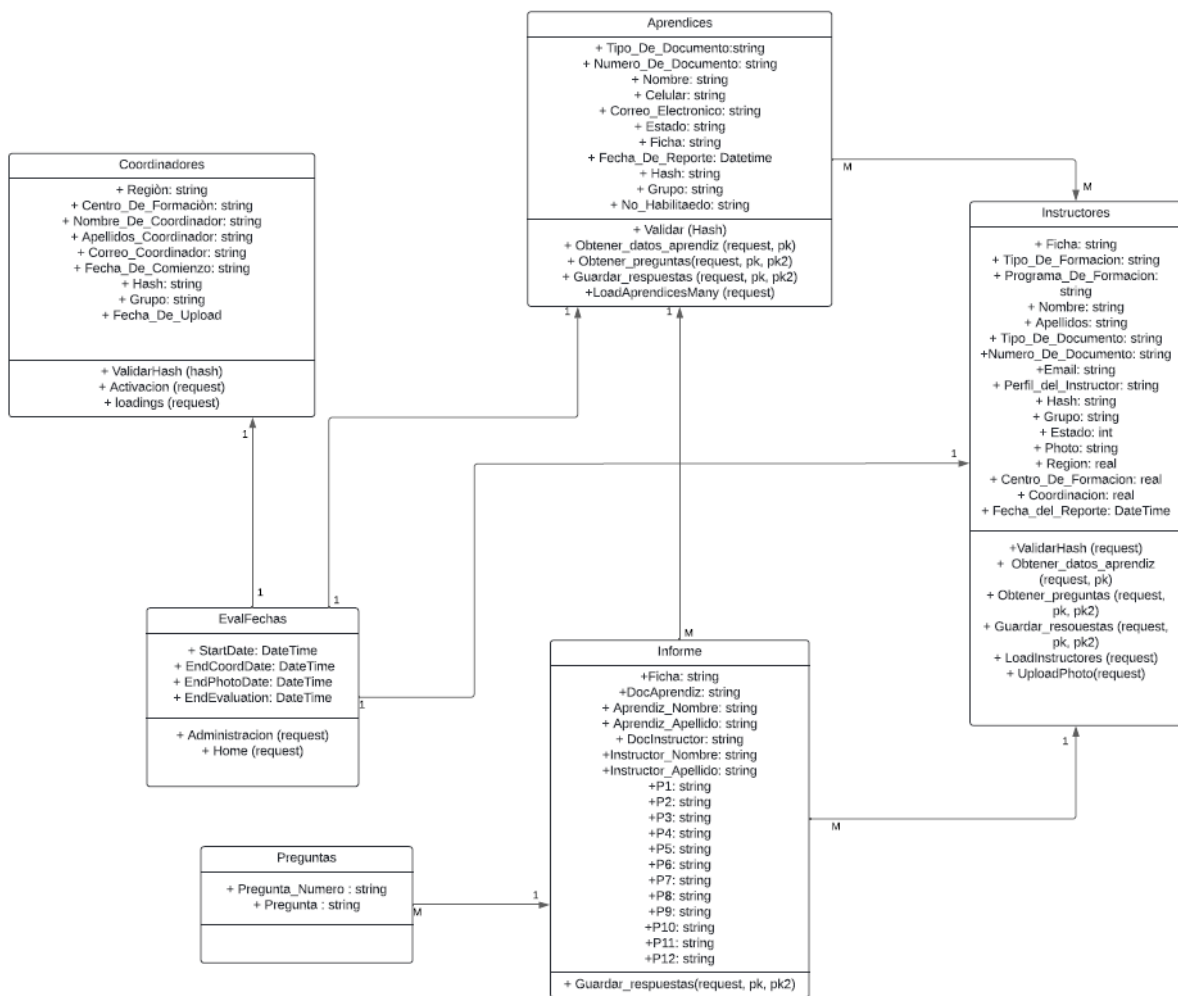 Aprendices
+ Tipo_De_Documento:string
+ Numero_De_Documento: string
+ Nombre: string
+ Celular: string
+ Correo_Electronico: string
+ Estado: string
+ Ficha: string
+ Fecha_De_Reporte: Datetime
+ Hash: string
+ Grupo: string
+ No_Habilitaedo: string
+ Validar (Hash)
+ Obtener_datos_aprendiz (request, pk)
+ Obtener_preguntas(request, pk, pk2)
+ Guardar_respuestas (request, pk, pk2)
+LoadAprendicesMany (request)
Coordinadores
+ Regiòn: string
+ Centro_De_Formaciòn: string
+ Nombre_De_Coordinador: string
+ Apellidos_Coordinador: string
+ Correo_Coordinador: string
+ Fecha_De_Comienzo: string
+ Hash: string
+ Grupo: string
+ Fecha_De_Upload
+ ValidarHash (hash)
+ Activacion (request)
+ loadings (request)
M
M
Instructores
+ Ficha: string
+ Tipo_De_Formacion: string
+ Programa_De_Formacion:
string
+ Nombre: string
+ Apellidos: string
+ Tipo_De_Documento: string
+Numero_De_Documento: string
+Email: string
+ Perfil_del_Instructor: string
+ Hash: string
+ Grupo: string
+ Estado: int
+ Photo: string
+ Region: real
+ Centro_De_Formacion: real
+ Coordinacion: real
+ Fecha_del_Reporte: DateTime
+ValidarHash (request)
+ Obtener_datos_aprendiz
(request, pk)
+ Obtener_preguntas (request,
pk, pk2)
+ Guardar_resouestas (request,
pk, pk2)
+ LoadInstructores (request)
+ UploadPhoto(request)
1
1
1
1
1
1
EvalFechas
+ StartDate: DateTime
+ EndCoordDate: DateTime
+ EndPhotoDate: DateTime
+ EndEvaluation: DateTime
+ Administracion (request)
+ Home (request)
1
M
Informe
+Ficha: string
+DocAprendiz: string
+ Aprendiz_Nombre: string
+ Aprendiz_Apellido: string
+ DocInstructor: string
+Instructor_Nombre: string
+Instructor_Apellido: string
+P1: string
+P2: string
+P3: string
+P4: string
+P5: string
+P6: string
+P7: string
+P8: string
+P9: string
+P10: string
+P11: string
+P12: string
+ Guardar_respuestas(request, pk, pk2)
1
M
Preguntas
+ Pregunta_Numero : string
+ Pregunta : string
M
1